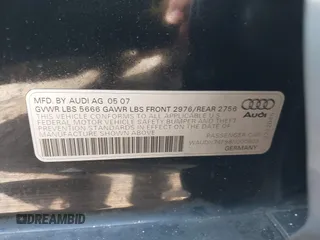 MFD. BY. AUDI AG. 05 07
GVWR LBS 5666 GAWR LBS FRONT 2976/REAR 2756
THIS VEHICLE CONFORMS TO ALL APPLICABLE U.S.
FEDERAL MOTOR VEHICLE SAFETY, BUMPER AND THEFT
PREVENTION STANDARDS IN EFFECT ON THE DATE OF
MANUFACTURE SHOWN ABOVE.
Audi
PASSENGER CAR
GERMANY
DREAMBID